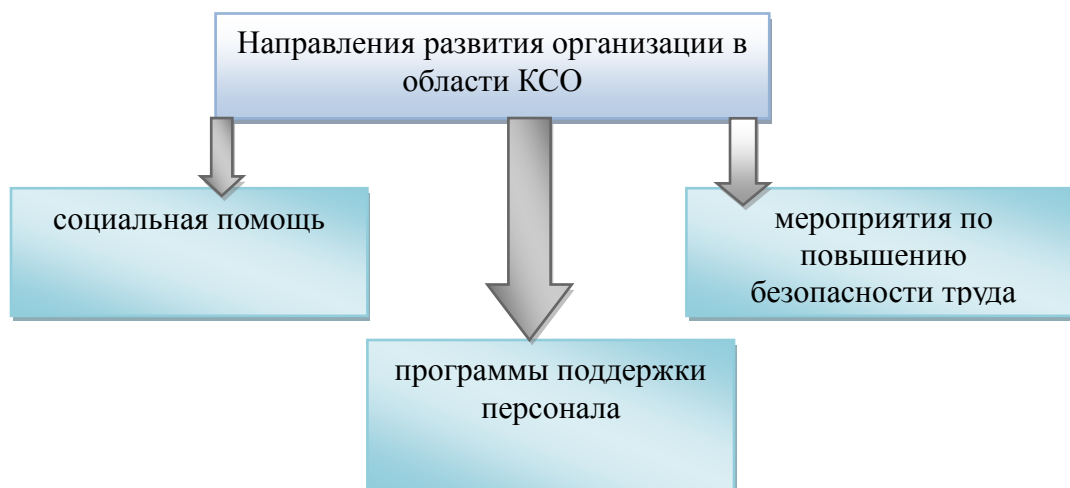 Направления развития организации в
области КСО
социальная помощь
мероприятия по
повышению
безопасности труда
программы поддержки
персонала